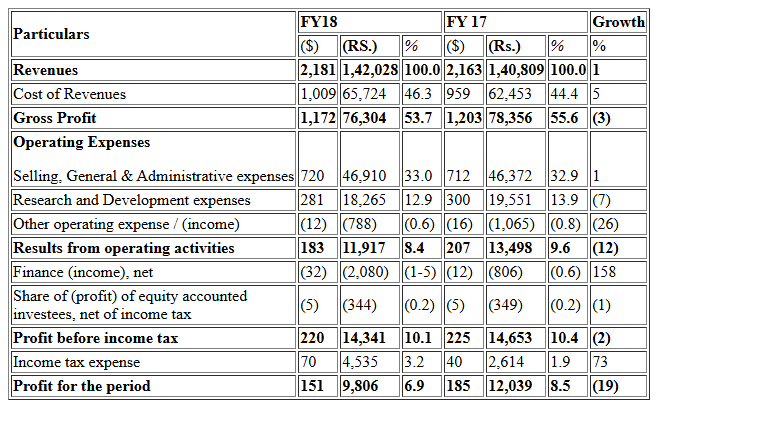 Particulars FY18 FY 17 Growth
($) (RS.) % ($) (Rs.) % %
Revenues 2,181 1,42,028 100.0 2,163 1,40,809 100.0 1
Cost of Revenues 1,009 65,724 46.3 959 62,453 44.4 5
Gross Profit 1,172 76,304 53.7 1,203 78,356 55.6 (3)
Operating Expenses
Selling, General & Administrative expenses 720 46,910 33.0 712 46,372 32.9 1
Research and Development expenses 281 18,265 12.9 300 19,551 13.9 (7)
Other operating expense / (income) (12) (788) (0.6) (16) (1,065) (0.8) (26)
Results from operating activities 183 11,917 8.4 207 13,498 9.6 (12)
Finance (income), net (32) (2,080) (1-5) (12) (806) (0.6) 158
Share of (profit) of equity accounted
investees, net of income tax (5) (344) (0.2) (5) (349) (0.2) (1)
Profit before income tax 220 14,341 10.1 225 14,653 10.4 (2)
Income tax expense 70 4,535 3.2 40 2,614 1.9 73
Profit for the period 151 9,806 6.9 185 12,039 8.5 (19)